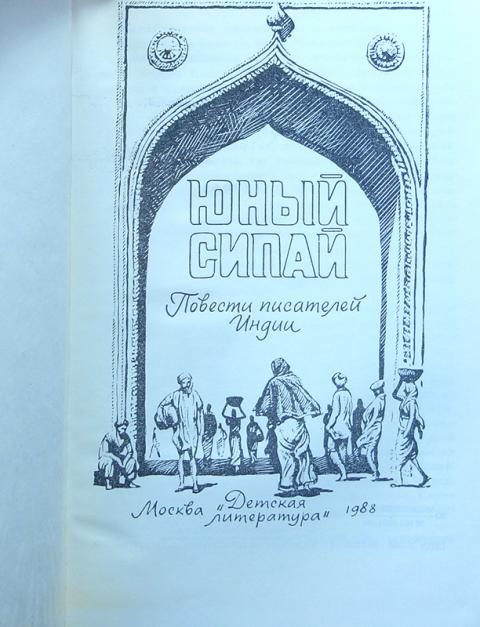 ЮНЫЙ
СИПАЙ
Повести писателей
Индии
Москва „Детская
литература" 1988